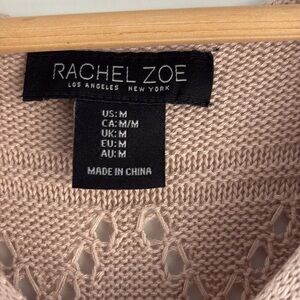 RACHEL ZOE
LOS ANGELES NEW YORK
US: M
CA: M/M
UK: M
EU: M
AU: M
MADE IN CHINA